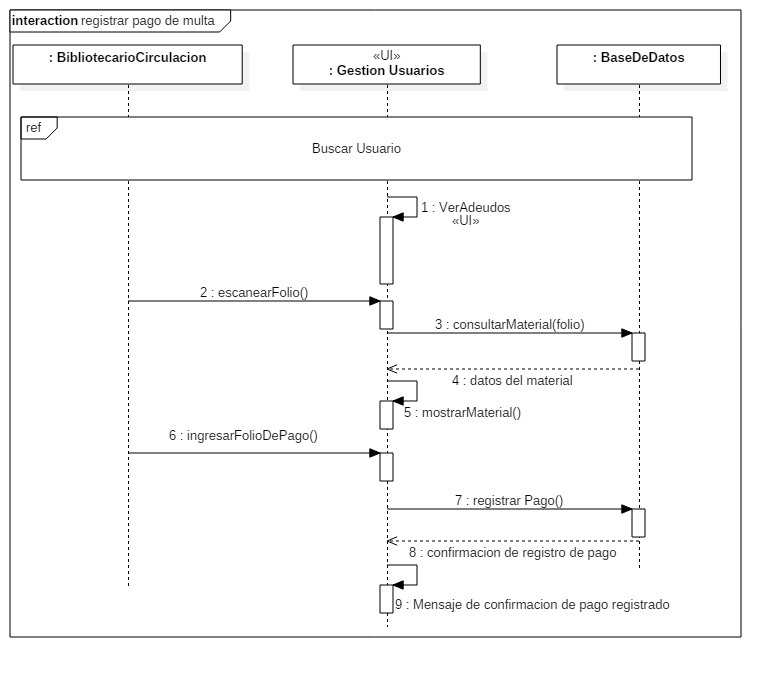 interaction registrar pago de multa
: BibliotecarioCirculacion
«UI»
: Gestion Usuarios
: BaseDeDatos
ref
Buscar Usuario
1 : VerAdeudos
«UI»
2 : escanearFolio()
3 : consultarMaterial(folio)
4 : datos del material
5 : mostrarMaterial()
6 : ingresarFolioDePago()
7 : registrar Pago()
8 : confirmacion de registro de pago
9 : Mensaje de confirmacion de pago registrado